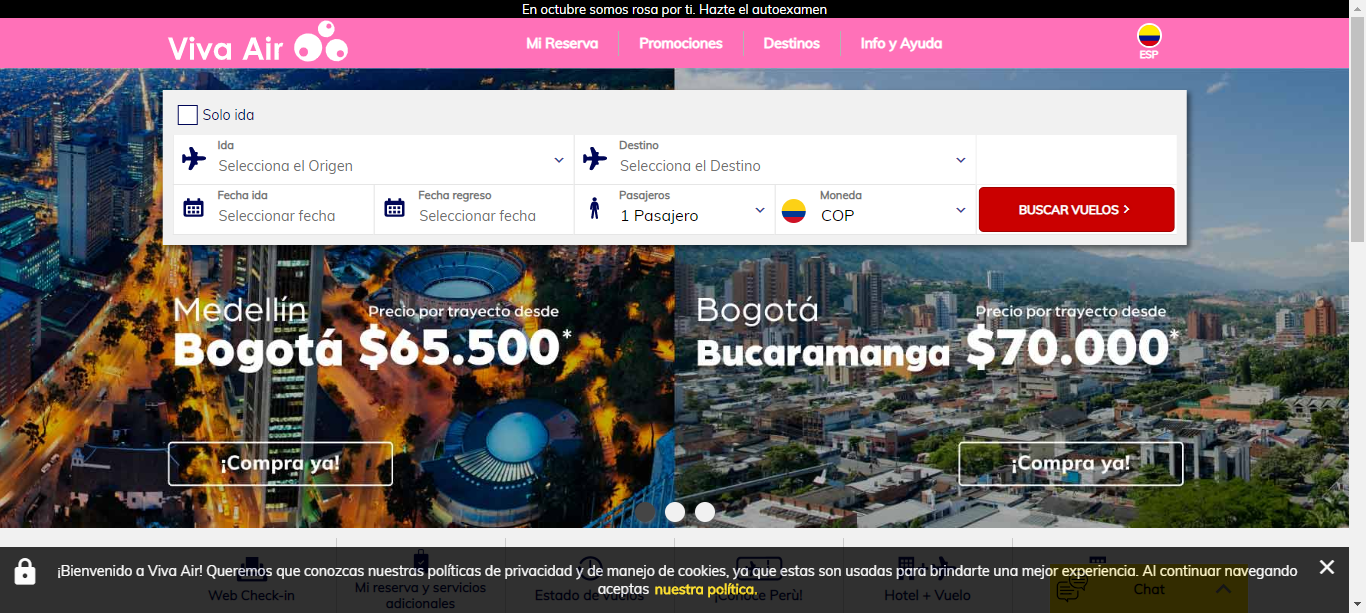 En octubre somos rosa por ti. Hazte el autoexamen
Viva Air
Mi Reserva
Promociones
Destinos
Info y Ayuda
ESP
Solo ida
Ida
Selecciona el Origen
Destino
Selecciona el Destino
Fecha ida
Seleccionar fecha
Fecha regreso
Seleccionar fecha
Pasajeros
1 Pasajero
Moneda
COP
BUSCAR VUELOS
Medellín
Bogotá
Precio por trayecto desde
$65.500*
¡Compra ya!
Bogotá
Bucaramanga
Precio por trayecto desde
$70.000*
¡Compra ya!
¡Bienvenido a Viva Air! Queremos que conozcas nuestras políticas de privacidad y de manejo de cookies, ya que estas son usadas para brindarte una mejor experiencia. Al continuar navegando
aceptas nuestra política.
Web Check-in
Mi reserva y servicios
adicionales
Estado de vuelos
¡Conoce Perù!
Hotel + Vuelo
Chat